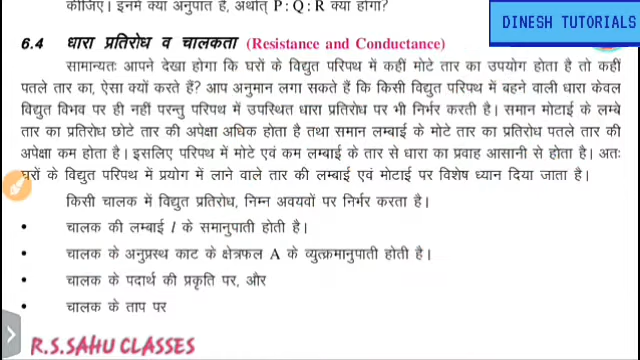 कीजिए। इनमें क्या अनुपात है, अर्थात् P : Q : R क्या होगा?
DINESH TUTORIALS
6.4 धारा प्रतिरोध व चालकता (Resistance and Conductance)
सामान्यतः आपने देखा होगा कि घरों के विद्युत परिपथ में कहीं मोटे तार का उपयोग होता है तो कहीं
पतले तार का, ऐसा क्यों करते हैं? आप अनुमान लगा सकते हैं कि किसी विद्युत परिपथ में बहने वाली धारा केवल
विद्युत विभव पर ही नहीं परन्तु परिपथ में उपस्थित धारा प्रतिरोध पर भी निर्भर करती है। समान मोटाई के लम्बे
तार का प्रतिरोध छोटे तार की अपेक्षा अधिक होता है तथा समान लम्बाई के मोटे तार का प्रतिरोध पतले तार की
अपेक्षा कम होता है। इसलिए परिपथ में मोटे एवं कम लम्बाई के तार से धारा का प्रवाह आसानी से होता है। अतः
घरों के विद्युत परिपथ में प्रयोग में लाने वाले तार की लम्बाई एवं मोटाई पर विशेष ध्यान दिया जाता है।
किसी चालक में विद्युत प्रतिरोध, निम्न अवयवों पर निर्भर करता है।
• चालक की लम्बाई l के समानुपाती होती है।
• चालक के अनुप्रस्थ काट के क्षेत्रफल A के व्युत्क्रमानुपाती होती है।
• चालक के पदार्थ की प्रकृति पर, और
• चालक के ताप पर
R.S.SAHU CLASSES